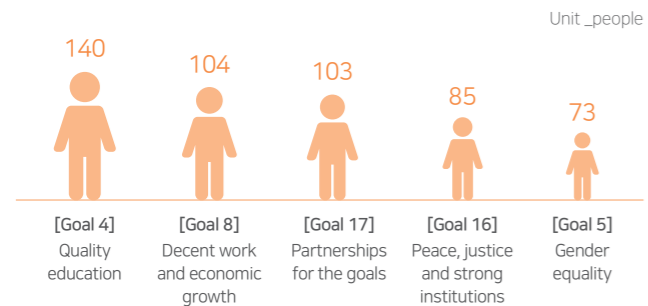 Unit _people
140
104
103
85
73
[Goal 4]
Quality
education
[Goal 8]
Decent work
and economic
growth
[Goal 17]
Partnerships
for the goals
[Goal 16]
Peace, justice
and strong
institutions
[Goal 5]
Gender
equality